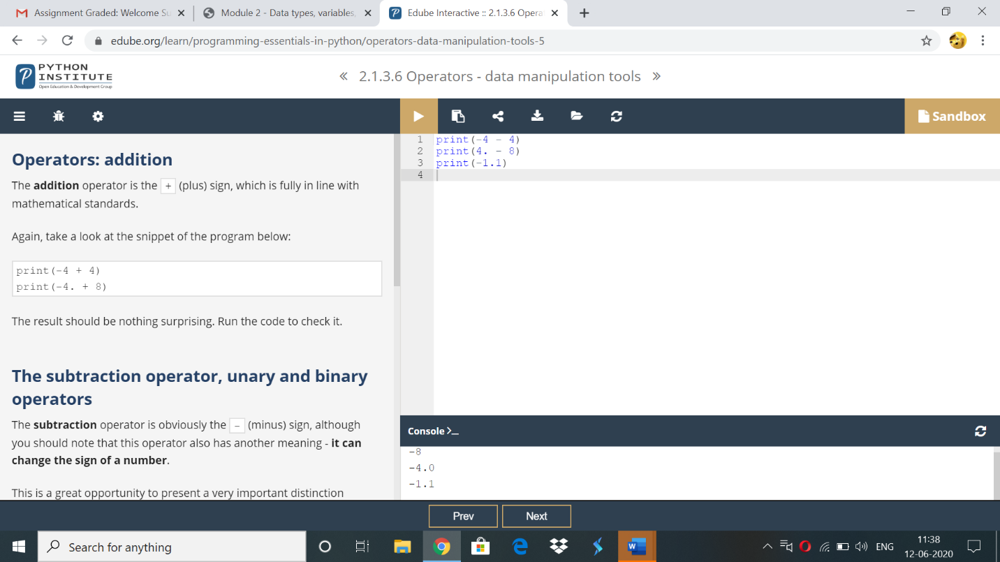 Assignment Graded: Welcome Su
Module 2 - Data types, variables,
Edube Interactive :: 2.1.3.6 Opera
edube.org/learn/programming-essentials-in-python/operators-data-manipulation-tools-5
PYTHON
INSTITUTE
Open Education & Development Group
« 2.1.3.6 Operators - data manipulation tools »
Sandbox
Operators: addition
The addition operator is the + (plus) sign, which is fully in line with
mathematical standards.
Again, take a look at the snippet of the program below:
print(-4 + 4)
print(-4. + 8)
The result should be nothing surprising. Run the code to check it.
The subtraction operator, unary and binary
operators
The subtraction operator is obviously the - (minus) sign, although
you should note that this operator also has another meaning - it can
change the sign of a number.
This is a great opportunity to present a very important distinction
1 print(-4 - 4)
2 print(4. - 8)
3 print(-1.1)
4
Console >_
-8
-4.0
-1.1
Prev
Next
Search for anything
W
ENG
11:38
12-06-2020